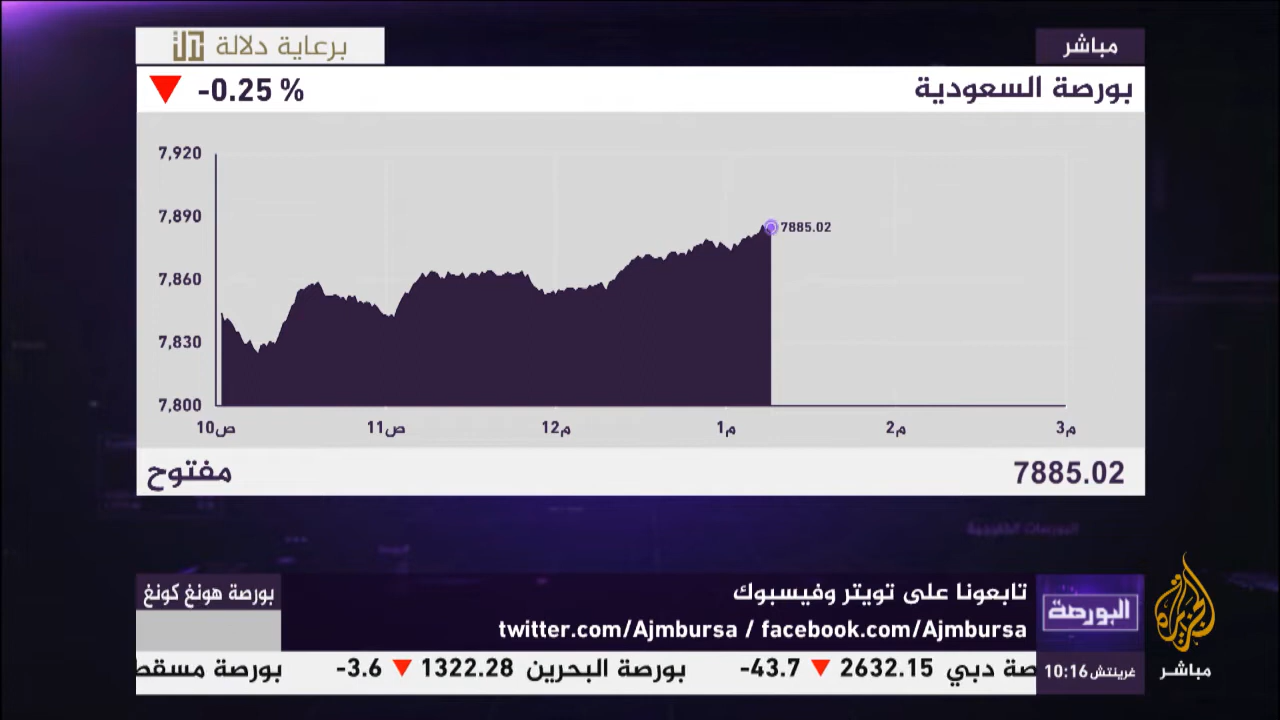 مباشر
برعاية دلالة
بورصة السعودية
-0.25 %
7,920
7,890
7885.02
7,860
7,830
7,800
10ص
11ص
12م
1م
2م
3م
7885.02
مفتوح
البورصات الخارجية
تابعونا على تويتر وفيسبوك
twitter.com/Ajmbursa / facebook.com/Ajmbursa
البورصة
بورصة هونغ كونغ
غرينتش 10:16
صة دبي 2632.15 -43.7 بورصة البحرين 1322.28 -3.6 بورصة مسقط
الجزيرة
مباشر